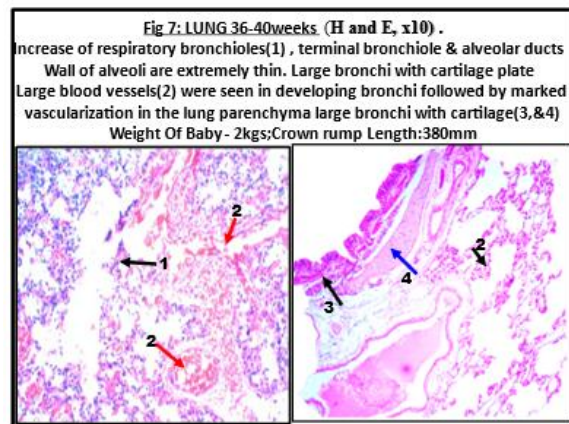 Fig 7: LUNG 36-40weeks (H and E, x10) .
Increase of respiratory bronchioles(1) , terminal bronchiole & alveolar ducts
Wall of alveoli are extremely thin. Large bronchi with cartilage plate
Large blood vessels(2) were seen in developing bronchi followed by marked
vascularization in the lung parenchyma large bronchi with cartilage(3,&4)
Weight Of Baby - 2kgs;Crown rump Length:380mm
2
1
2
2
4
3